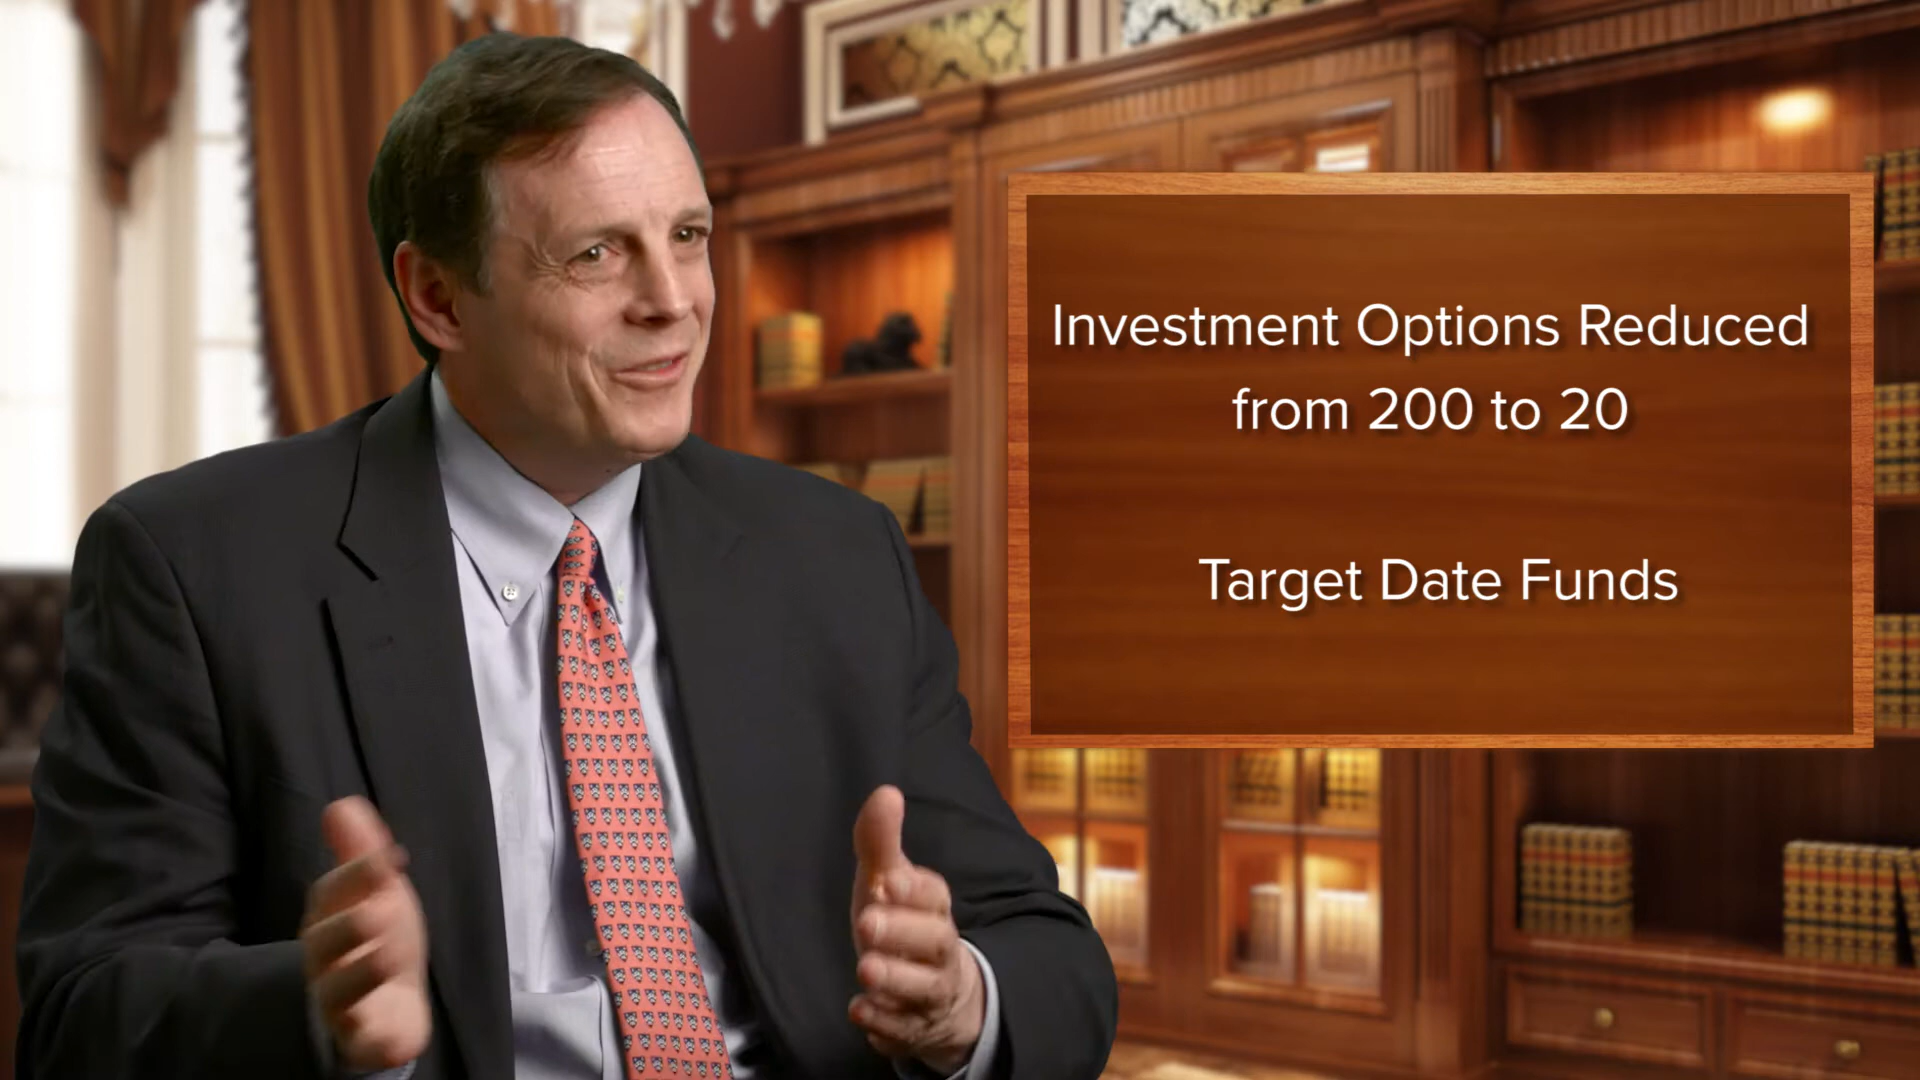 Investment Options Reduced
from 200 to 20
Target Date Funds